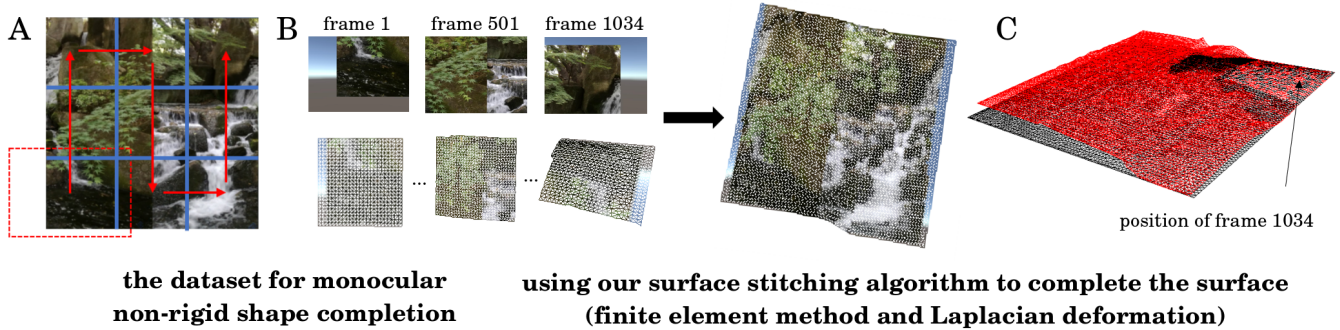 A
B
frame 1
frame 501
frame 1034
...
...
C
position of frame 1034
the dataset for monocular
non-rigid shape completion
using our surface stitching algorithm to complete the surface
(finite element method and Laplacian deformation)